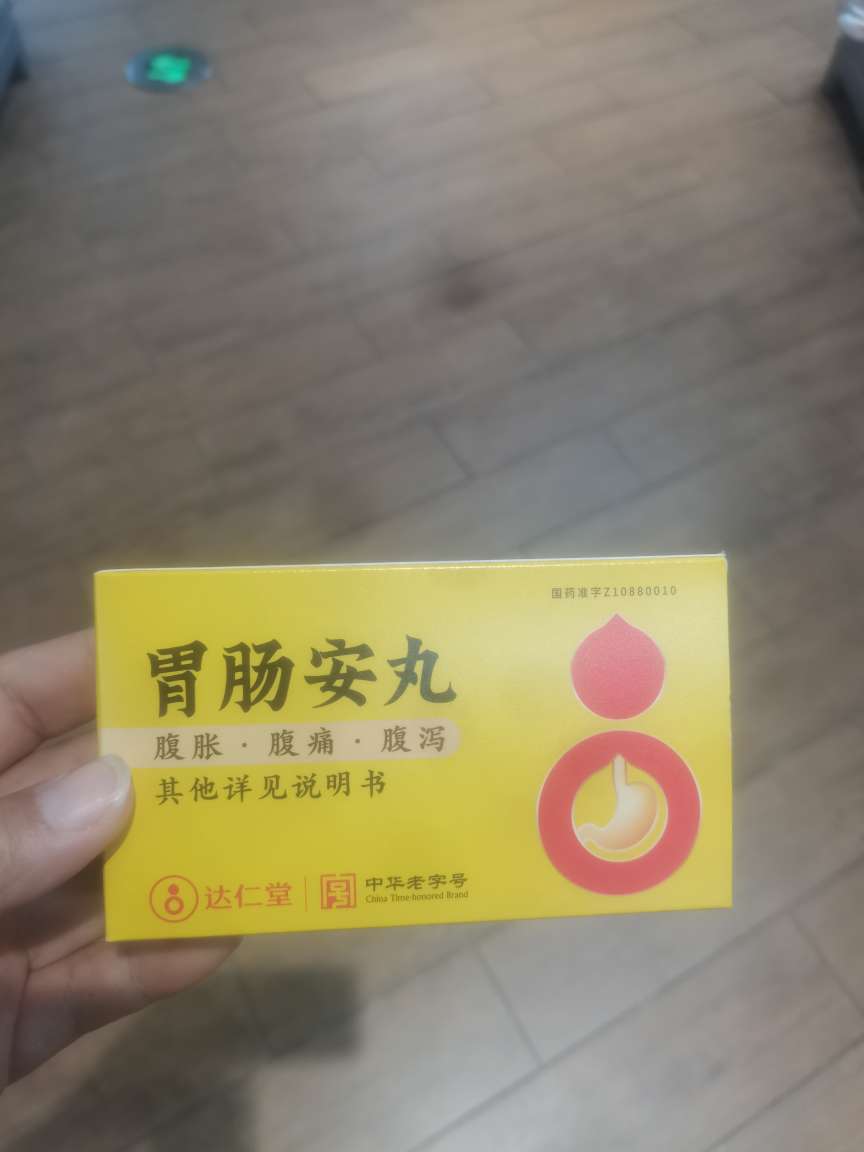 国药准字Z10880010
胃肠安丸
腹胀·腹痛·腹泻
其他详见说明书
达仁堂
中华老字号
China Time-honored Brand